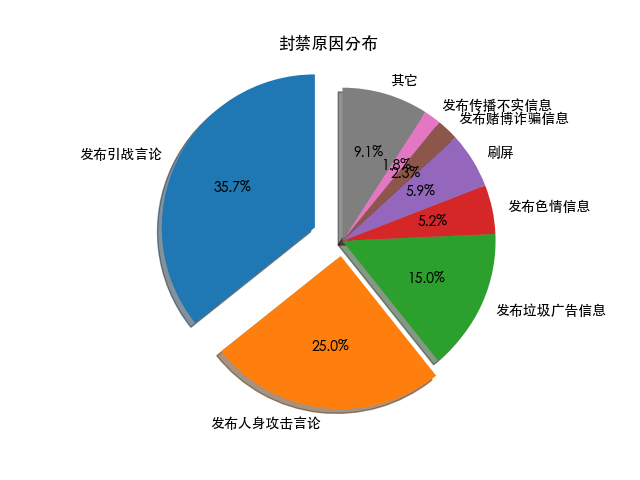 封禁原因分布
其它
发布传播不实信息
发布赌博诈骗信息
刷屏
发布引战言论
发布色情信息
发布垃圾广告信息
发布人身攻击言论
9.1%
1.8%
2.3%
5.9%
35.7%
5.2%
15.0%
25.0%